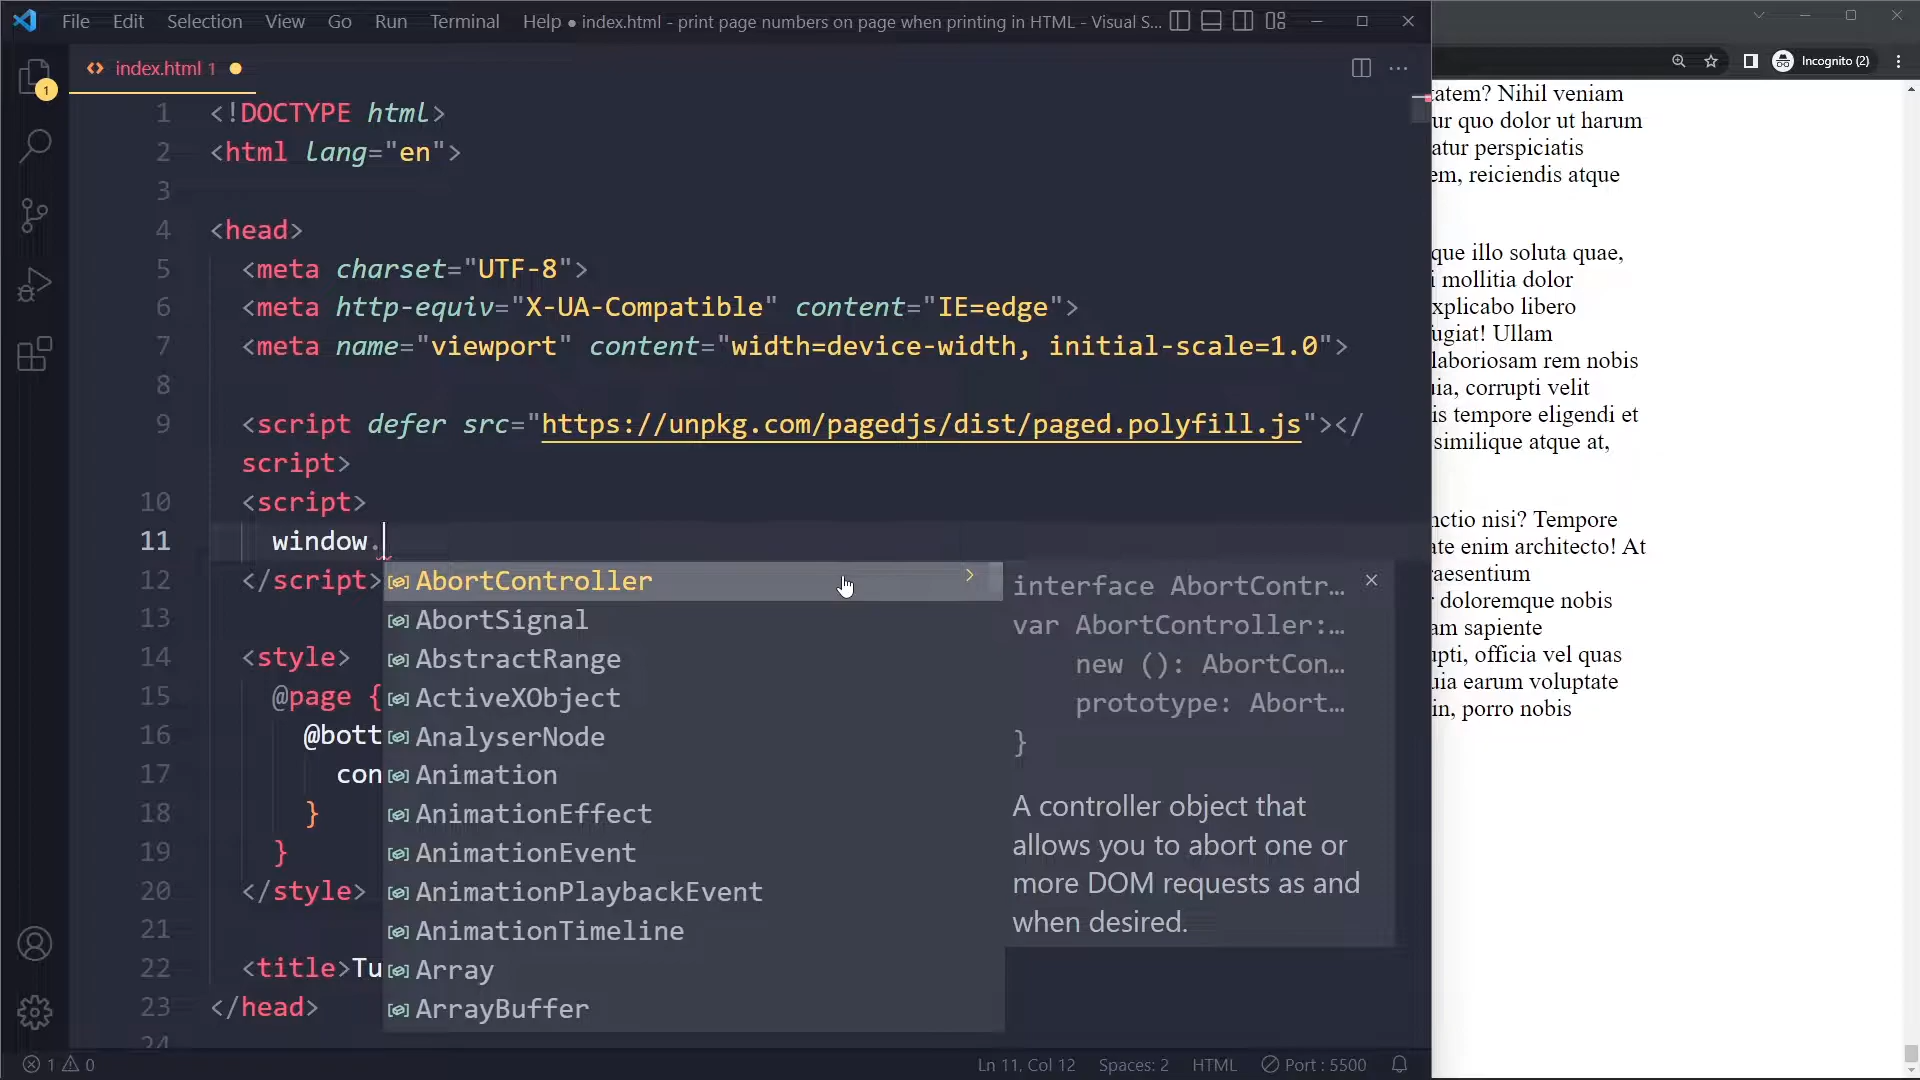 File Edit Selection View Go Run Terminal Help ● index.html - print page numbers on page when printing in HTML - Visual S...
Incognito (2)
index.html 1
1
1 <!DOCTYPE html>
2 <html lang="en">
3
4 <head>
5 <meta charset="UTF-8">
6 <meta http-equiv="X-UA-Compatible" content="IE=edge">
7 <meta name="viewport" content="width=device-width, initial-scale=1.0">
8
9 <script defer src="https://unpkg.com/pagedjs/dist/paged.polyfill.js"></
script>
10 <script>
11 window.
12 </script>
13
14 <style>
15 @page {
16 @bott
17 con
18 }
19 }
20 </style>
21
22 <title>Tu
23 </head>
24
AbortController
AbortSignal
AbstractRange
ActiveXObject
AnalyserNode
Animation
AnimationEffect
AnimationEvent
AnimationPlaybackEvent
AnimationTimeline
Array
ArrayBuffer
interface AbortContr...
var AbortController:...
new (): AbortCon...
prototype: Abort...
}
A controller object that
allows you to abort one or
more DOM requests as and
when desired.
1 0
Ln 11, Col 12 Spaces: 2 HTML Port : 5500
atem? Nihil veniam
ur quo dolor ut harum
atur perspiciatis
em, reiciendis atque
que illo soluta quae,
i mollitia dolor
xplicabo libero
ugiat! Ullam
laboriosam rem nobis
uia, corrupti velit
is tempore eligendi et
similique atque at,
nctio nisi? Tempore
ate enim architecto! At
raesentium
r doloremque nobis
am sapiente
upti, officia vel quas
uia earum voluptate
in, porro nobis